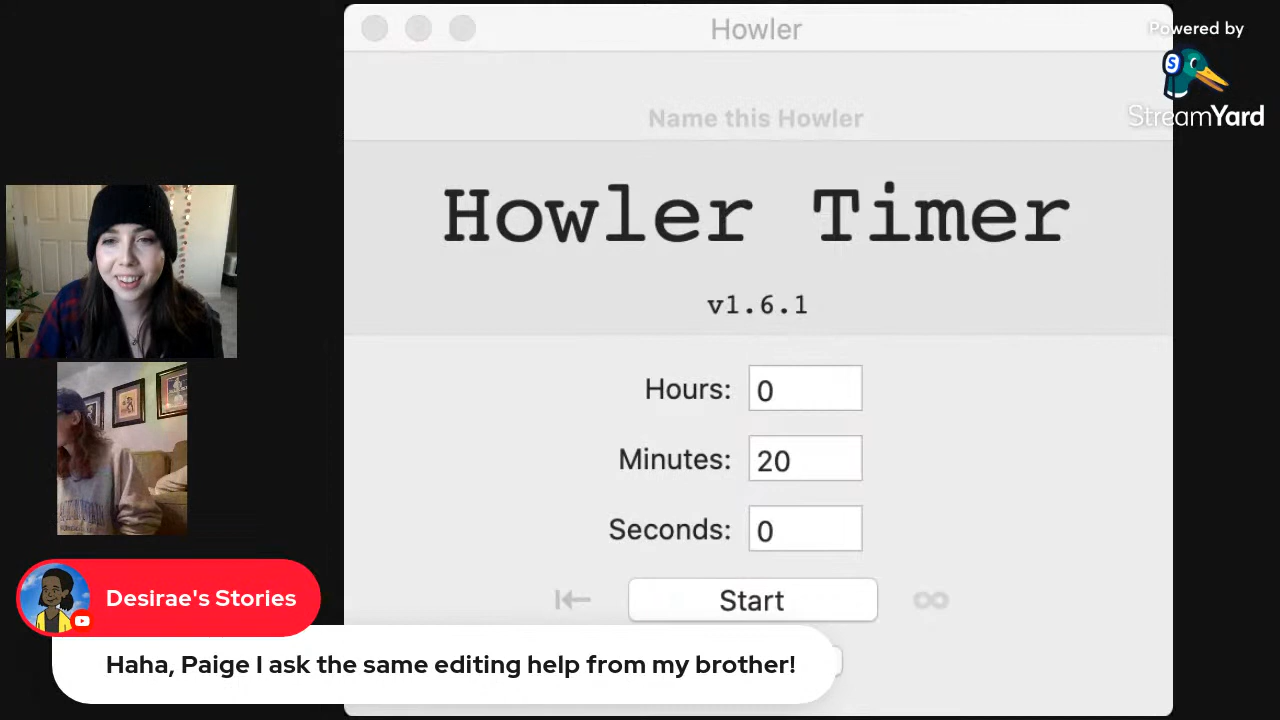 Howler
Powered by
S
StreamYard
Name this Howler
Howler Timer
v1.6.1
Hours: 0
Minutes: 20
Seconds: 0
Start
Desirae's Stories
Haha, Paige I ask the same editing help from my brother!